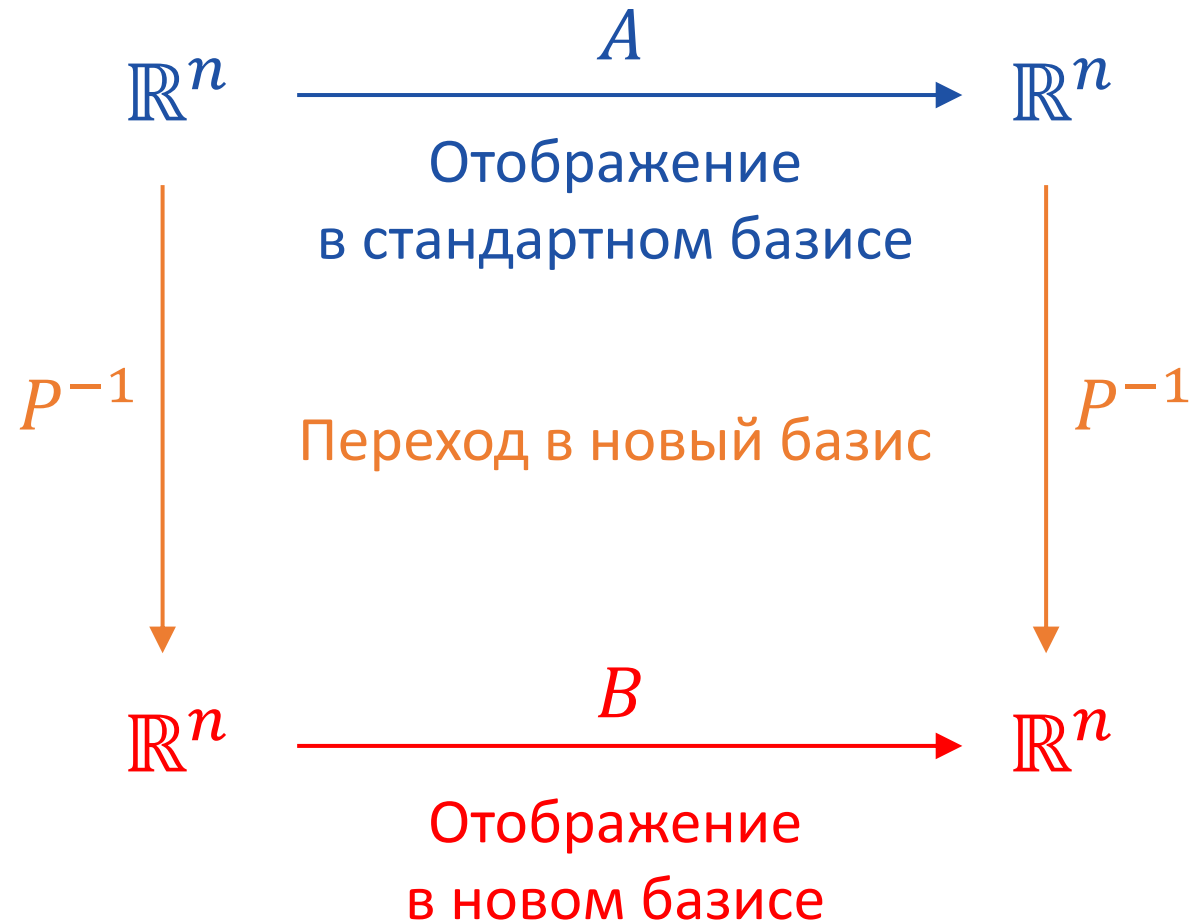 A
ℝⁿ ℝⁿ
Отображение
в стандартном базисе
P⁻¹ P⁻¹
Переход в новый базис
B
ℝⁿ ℝⁿ
Отображение
в новом базисе